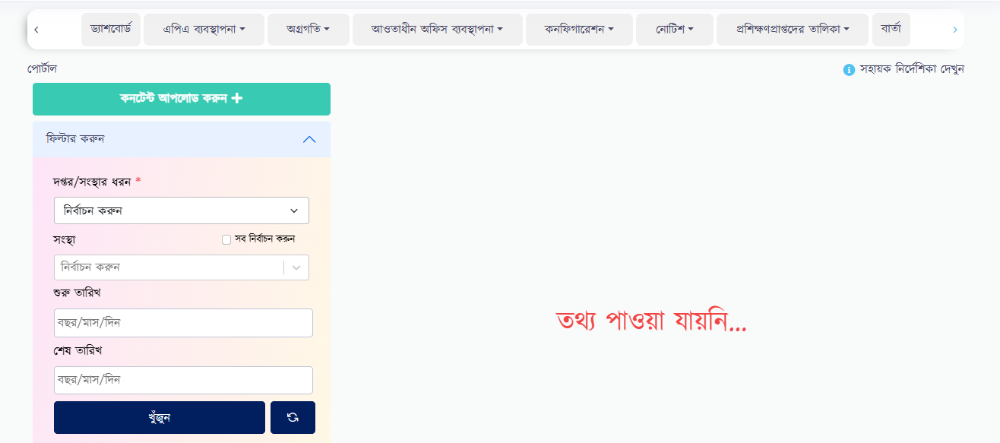 ড্যাশবোর্ড এপিএ ব্যবস্থাপনা অগ্রগতি আওতাধীন অফিস ব্যবস্থাপনা কনফিগারেশন নোটিশ প্রশিক্ষণপ্রাপ্তদের তালিকা বার্তা
পোর্টাল সহায়ক নির্দেশিকা দেখুন
কনটেন্ট আপলোড করুন
ফিল্টার করুন
দপ্তর/সংস্থার ধরন *
নির্বাচন করুন
সংস্থা সব নির্বাচন করুন
নির্বাচন করুন
শুরু তারিখ
বছর/মাস/দিন
তথ্য পাওয়া যায়নি...
শেষ তারিখ
বছর/মাস/দিন
খুঁজুন